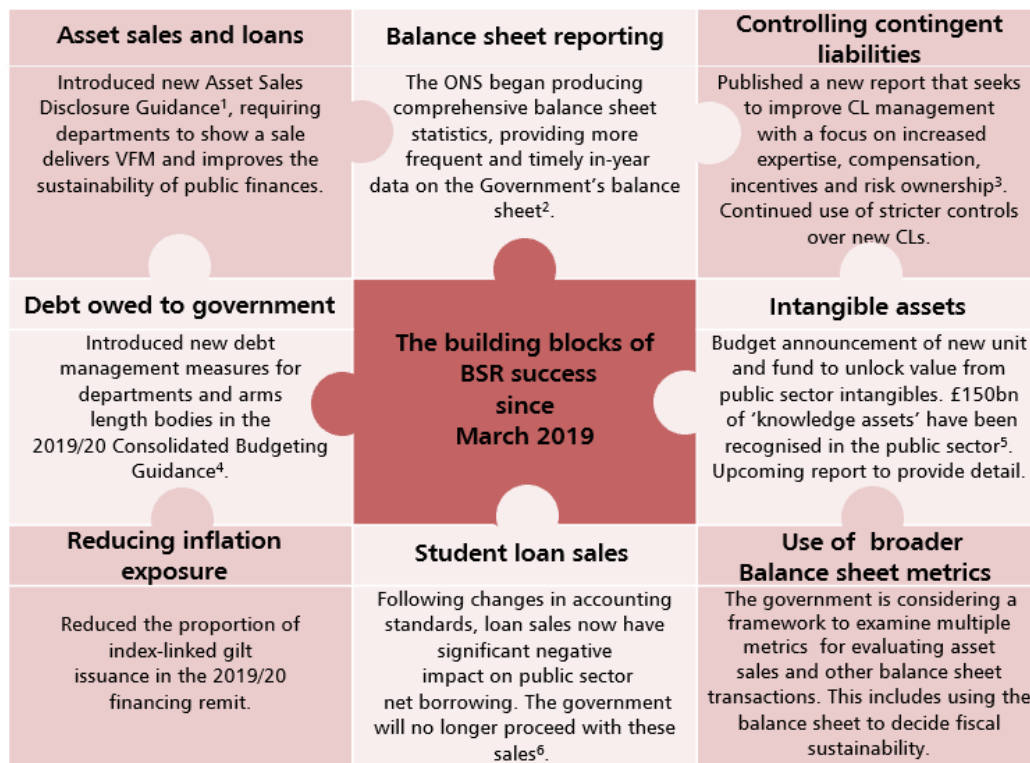 Asset sales and loans
Introduced new Asset Sales
Disclosure Guidance¹, requiring
departments to show a sale
delivers VFM and improves the
sustainability of public finances.
Balance sheet reporting
The ONS began producing
comprehensive balance sheet
statistics, providing more
frequent and timely in-year
data on the Government's balance
sheet².
Controlling contingent
liabilities
Published a new report that seeks
to improve CL management
with a focus on increased
expertise, compensation,
incentives and risk ownership³.
Continued use of stricter controls
over new CLs.
Debt owed to government
Introduced new debt
management measures for
departments and arms
length bodies in the
2019/20 Consolidated Budgeting
Guidance⁴.
The building blocks of
BSR success
since
March 2019
Intangible assets
Budget announcement of new unit
and fund to unlock value from
public sector intangibles. £150bn
of ‘knowledge assets’ have been
recognised in the public sector⁵.
Upcoming report to provide detail.
Reducing inflation
exposure
Reduced the proportion of
index-linked gilt
issuance in the 2019/20
financing remit.
Student loan sales
Following changes in accounting
standards, loan sales now have
significant negative
impact on public sector
net borrowing. The government
will no longer proceed with these
sales⁶.
Use of broader
Balance sheet metrics
The government is considering a
framework to examine multiple
metrics for evaluating asset
sales and other balance sheet
transactions. This includes using the
balance sheet to decide fiscal
sustainability.